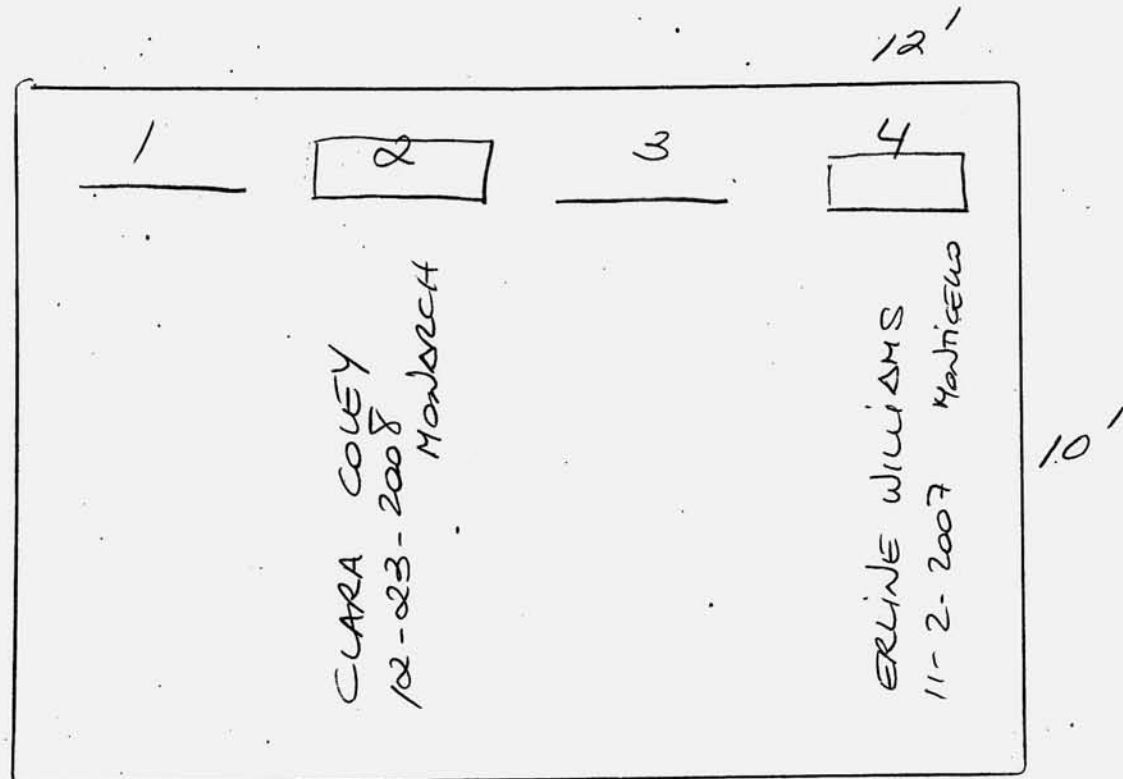 12'
1
2
3
4
CLARA COLEY
12-23-2008
MONARCH
ERLINE WILLIAMS
11-2-2007 MONTICELLO
10'